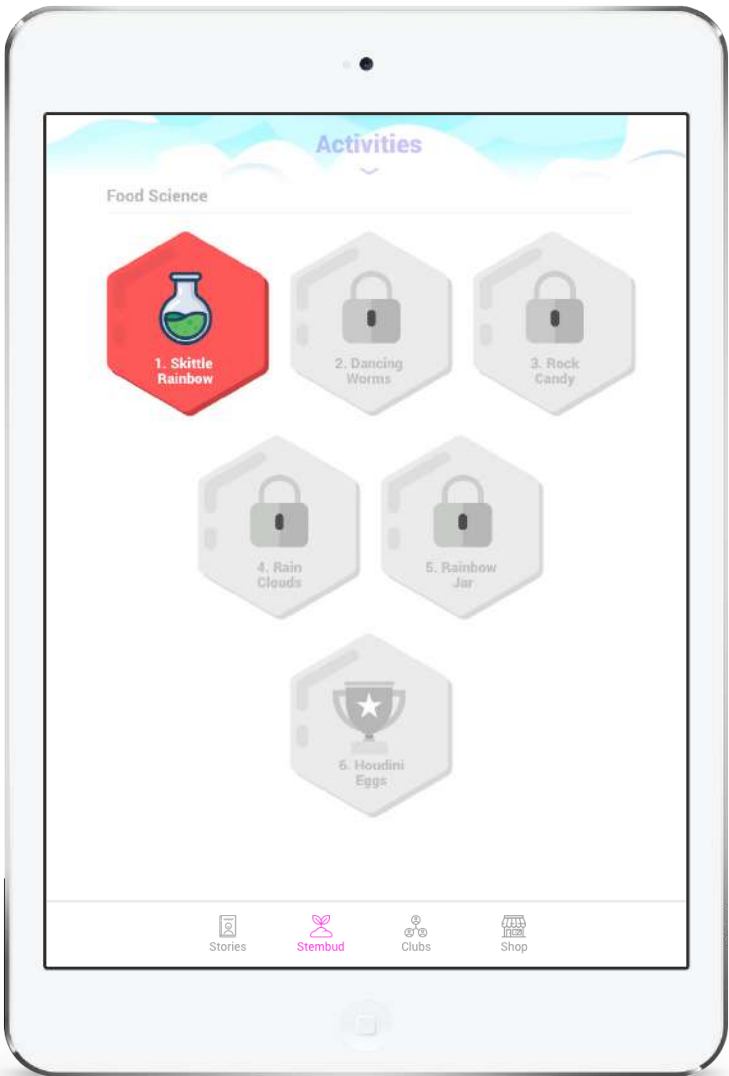 Activities
Food Science
1. Skittle
Rainbow
2. Dancing
Worms
3. Rock
Candy
4. Rain
Clouds
5. Rainbow
Jar
6. Houdini
Eggs
Stories
Stembud
Clubs
Shop